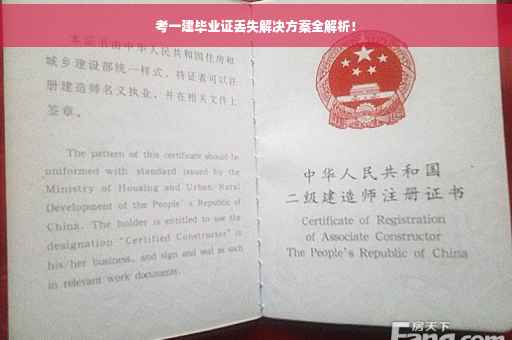 考一建毕业证丢失解决方案全解析！
本证书由中华人民共和国住房和
城乡建设部统一样式，持证者可以注
册建造师名义执业，并在相关文件上
签章。
The pattern of this certificate should be
uniformed with standard issued by the
Ministry of Housing and Urban Rural
Development of the People's Republic of
China. The holder is entitled to use the
designation "Certified Constructor" in
his/her business, and sign and seal as such
in relevant work documents.
中华人民共和国
二级建造师注册证书
Certificate of Registration
of Associate Constructor
The People's Republic of China
房天下
Fang.com